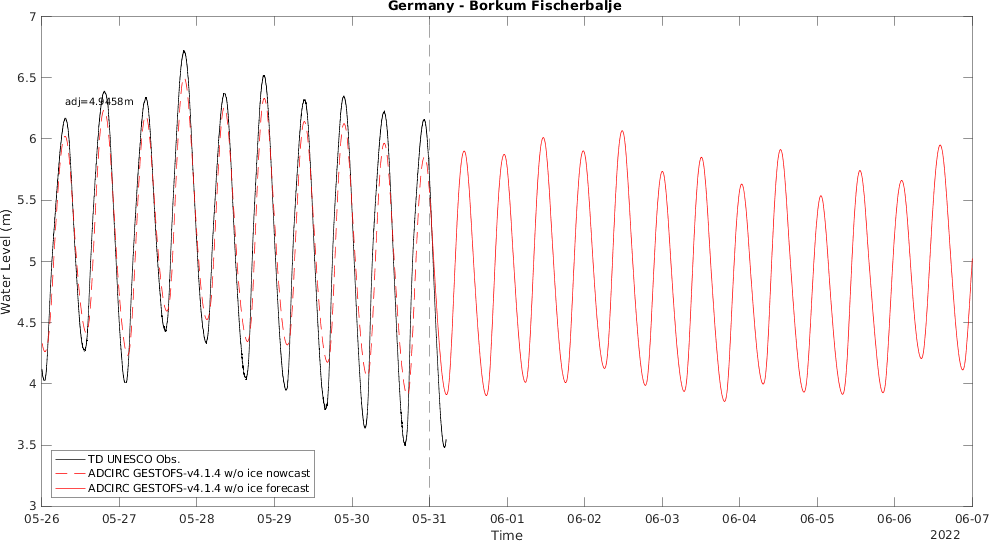 Germany - Borkum Fischerbalje
7
6.5
6
5.5
5
4.5
4
3.5
3
Water Level (m)
adj=4.9458m
TD UNESCO Obs.
ADCIRC GESTOFS-v4.1.4 w/o ice nowcast
ADCIRC GESTOFS-v4.1.4 w/o ice forecast
05-26 05-27 05-28 05-29 05-30 05-31 06-01 06-02 06-03 06-04 06-05 06-06 06-07
Time
2022